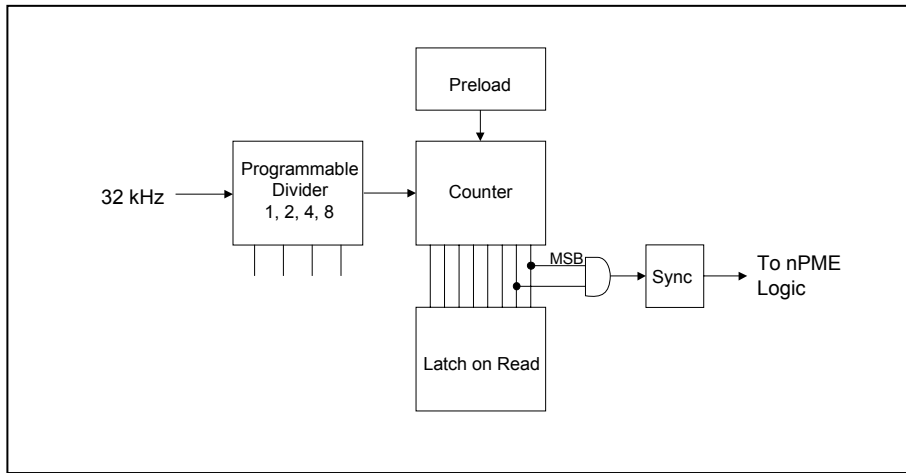 Preload
32 kHz
Programmable
Divider
1, 2, 4, 8
Counter
MSB
Sync
To nPME
Logic
Latch on Read